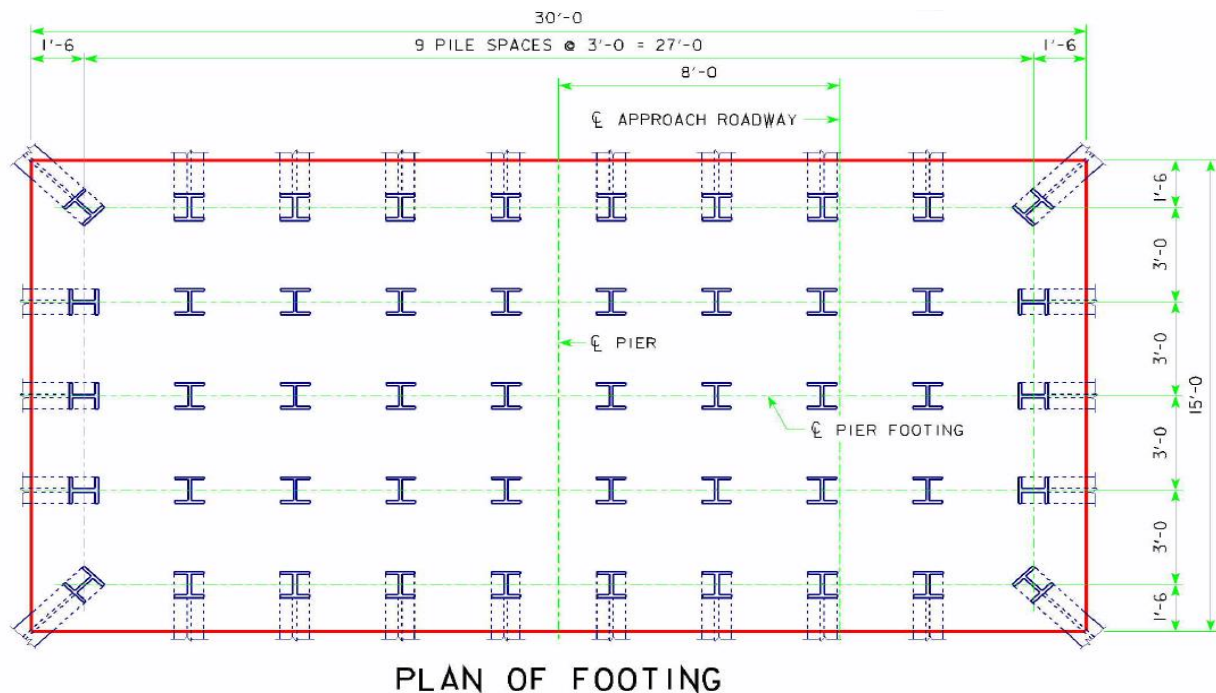 30'-0
1'-6
9 PILE SPACES @ 3'-0 = 27'-0
1'-6
8'-0
℄ APPROACH ROADWAY
1'-6
3'-0
3'-0
℄ PIER
15'-0
℄ PIER FOOTING
3'-0
3'-0
1'-6
PLAN OF FOOTING